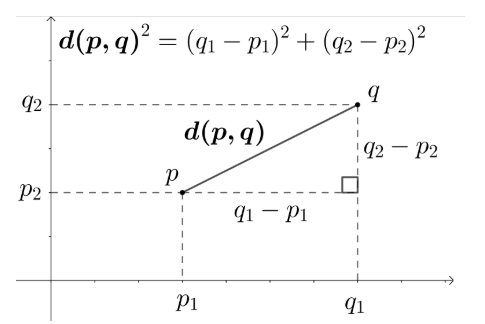 d(p, q)² = (q₁ − p₁)² + (q₂ − p₂)²
q₂
q
d(p, q)
q₂ − p₂
p
p₂
q₁ − p₁
p₁
q₁